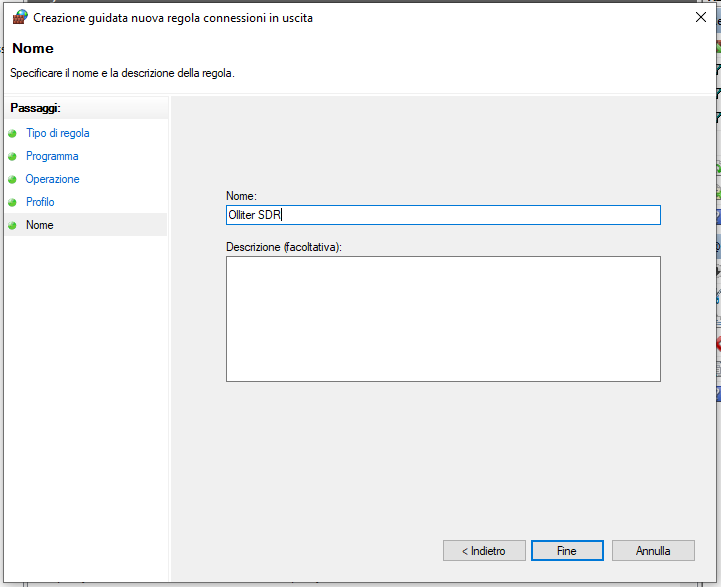 Creazione guidata nuova regola connessioni in uscita
Nome
Specificare il nome e la descrizione della regola.
Passaggi:
Tipo di regola
Programma
Operazione
Profilo
Nome
Nome:
Olliter SDR
Descrizione (facoltativa):
< Indietro
Fine
Annulla